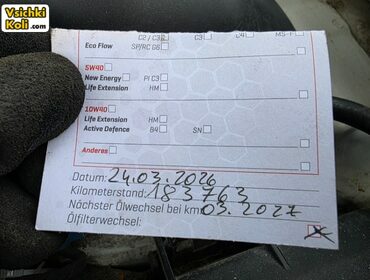 Vsichki
Koli.com
C2 / C3 C3 C4 MS-F
Eco Flow SP/RC G6
5W40
New Energy PI C3
Life Extension HM
10W40
Life Extension HM
Active Defence B4 SN
Anderes
Datum: 24.03.2026
Kilometerstand: 183763
Nächster Ölwechsel bei km: 03.2027
Ölfilterwechsel: